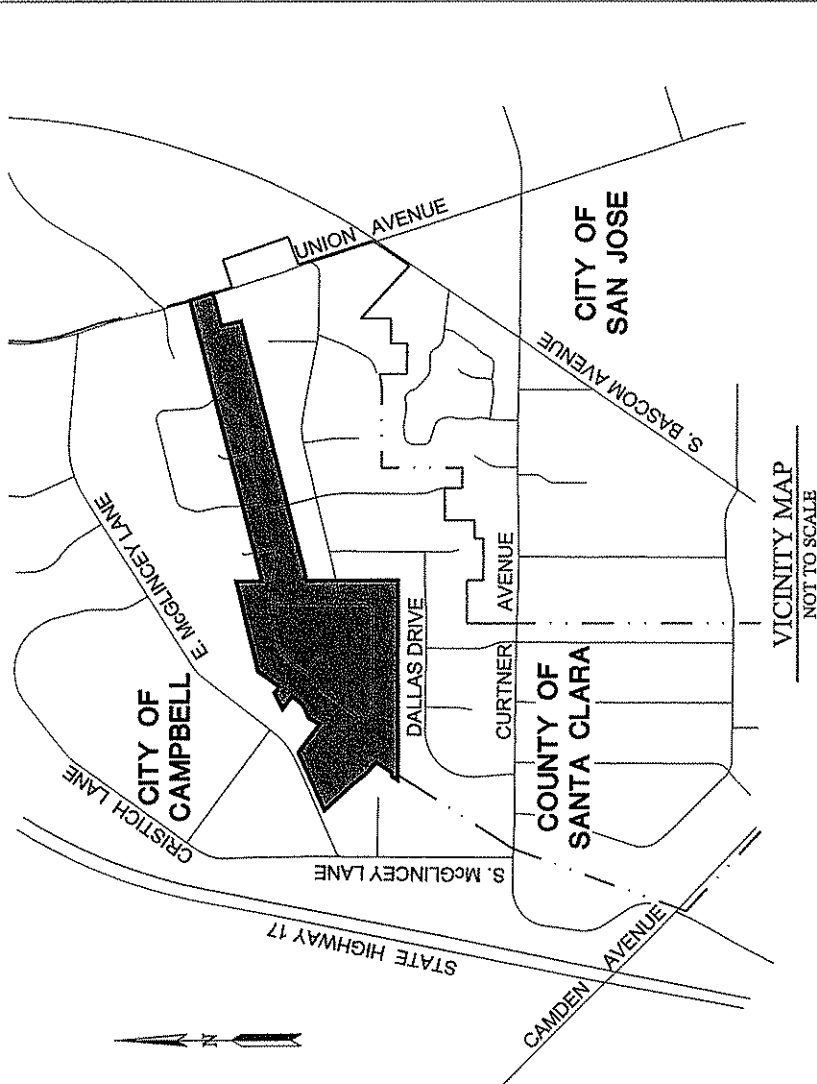 UNION AVENUE
E. McGLINCEY LANE
CITY OF
CAMPBELL
CRISTICH LANE
CITY OF
SAN JOSE
DALLAS DRIVE
S. BASCOM AVENUE
CURTNER AVENUE
COUNTY OF
SANTA CLARA
S. McGLINCEY LANE
STATE HIGHWAY 17
CAMDEN AVENUE
N
VICINITY MAP
NOT TO SCALE